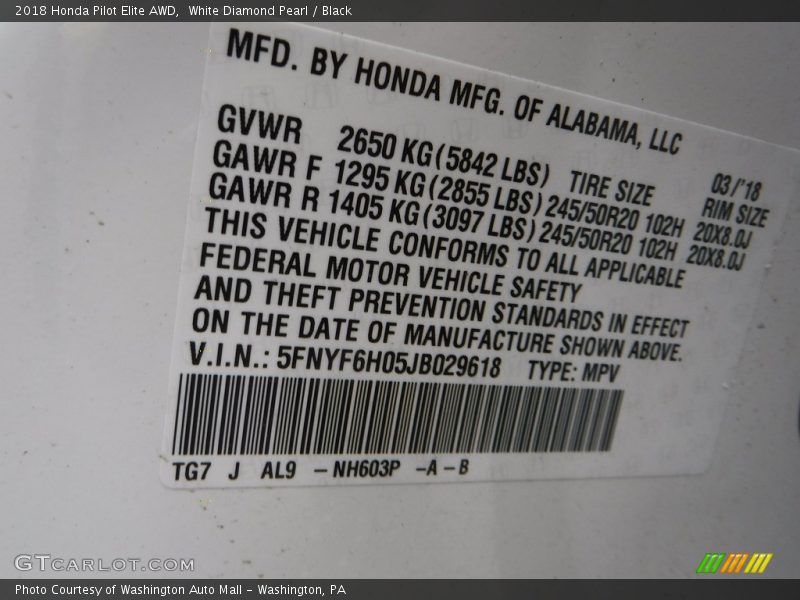 2018 Honda Pilot Elite AWD,  White Diamond Pearl / Black
MFD. BY HONDA MFG. OF ALABAMA, LLC
03/'18
GVWR 2650 KG(5842 LBS) TIRE SIZE RIM SIZE
GAWR F 1295 KG(2855 LBS) 245/50R20 102H 20X8.0J
GAWR R 1405 KG(3097 LBS) 245/50R20 102H 20X8.0J
THIS VEHICLE CONFORMS TO ALL APPLICABLE
FEDERAL MOTOR VEHICLE SAFETY
AND THEFT PREVENTION STANDARDS IN EFFECT
ON THE DATE OF MANUFACTURE SHOWN ABOVE.
V.I.N.: 5FNYF6H05JB029618 TYPE: MPV
TG7 J AL9 -NH603P -A-B
GTCARLOT.COM
Photo Courtesy of Washington Auto Mall - Washington, PA